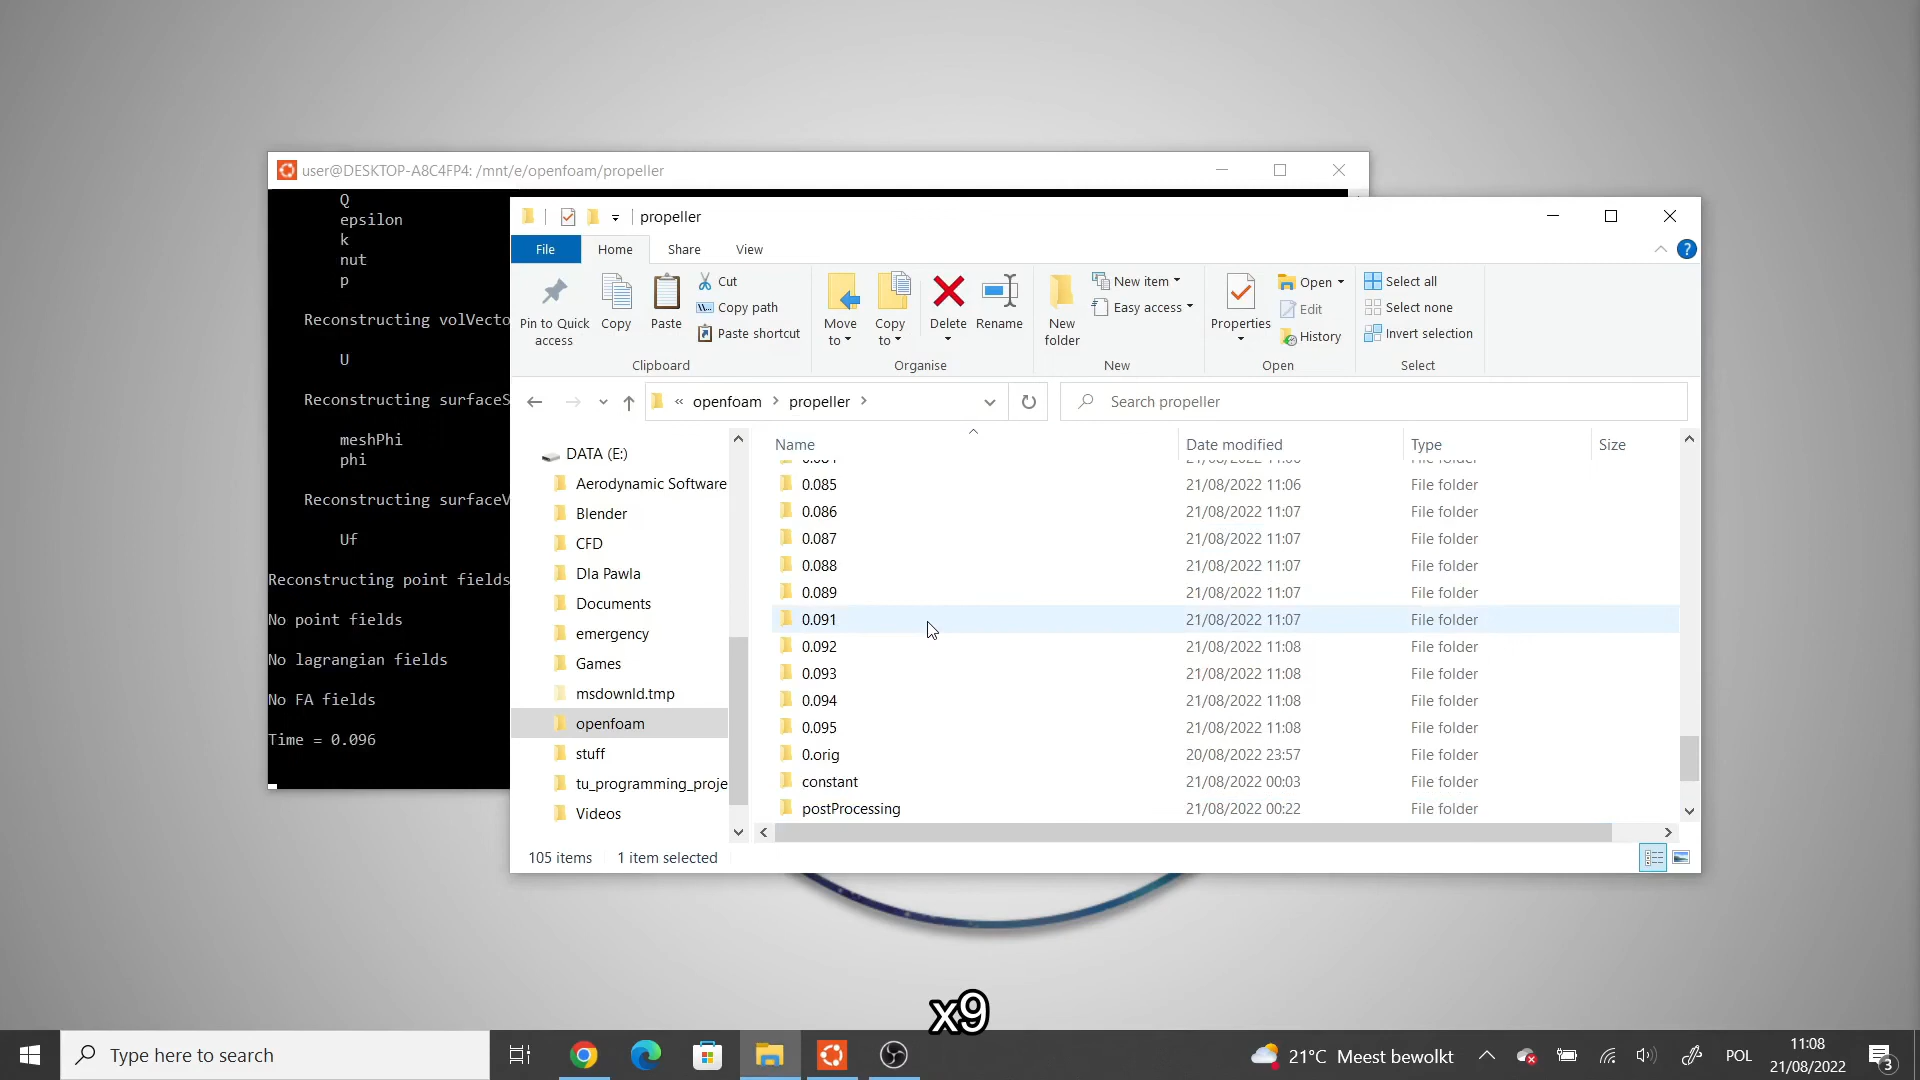 user@DESKTOP-A8C4FP4: /mnt/e/openfoam/propeller
Q
epsilon
k
nut
p
Reconstructing volVecto
U
Reconstructing surfaceS
meshPhi
phi
Reconstructing surfaceV
Uf
Reconstructing point fields
No point fields
No lagrangian fields
No FA fields
Time = 0.096
propeller
File Home Share View
Pin to Quick access
Copy
Paste
Cut
Copy path
Paste shortcut
Clipboard
Move to
Copy to
Delete
Rename
Organise
New folder
New item
Easy access
New
Properties
Open
Edit
History
Open
Select all
Select none
Invert selection
Select
« openfoam > propeller >
Search propeller
DATA (E:)
Aerodynamic Software
Blender
CFD
Dla Pawla
Documents
emergency
Games
msdownld.tmp
openfoam
stuff
tu_programming_proje
Videos
Name Date modified Type Size
0.085 21/08/2022 11:06 File folder
0.086 21/08/2022 11:07 File folder
0.087 21/08/2022 11:07 File folder
0.088 21/08/2022 11:07 File folder
0.089 21/08/2022 11:07 File folder
0.091 21/08/2022 11:07 File folder
0.092 21/08/2022 11:08 File folder
0.093 21/08/2022 11:08 File folder
0.094 21/08/2022 11:08 File folder
0.095 21/08/2022 11:08 File folder
0.orig 20/08/2022 23:57 File folder
constant 21/08/2022 00:03 File folder
postProcessing 21/08/2022 00:22 File folder
105 items 1 item selected
x9
Type here to search
21°C Meest bewolkt
POL
11:08
21/08/2022
3